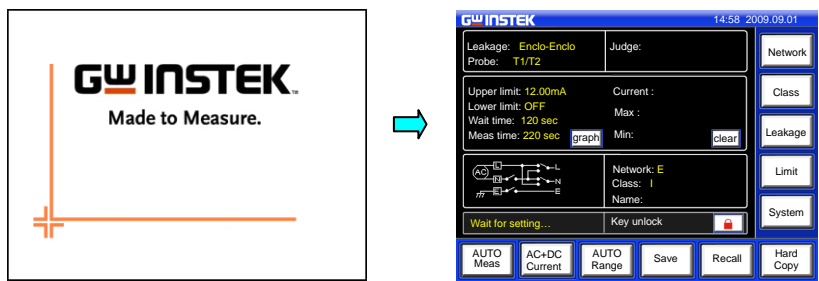 GW INSTEK™
Made to Measure.
GW INSTEK 14:58 2009.09.01
Leakage: Enclo-Enclo
Probe: T1/T2
Judge:
Upper limit: 12.00mA
Lower limit: OFF
Wait time: 120 sec
Meas time: 220 sec graph
Current :
Max :
Min: clear
AC L L
N N
E E
Network: E
Class: I
Name:
Wait for setting...
Key unlock
Network
Class
Leakage
Limit
System
AUTO
Meas
AC+DC
Current
AUTO
Range
Save
Recall
Hard
Copy